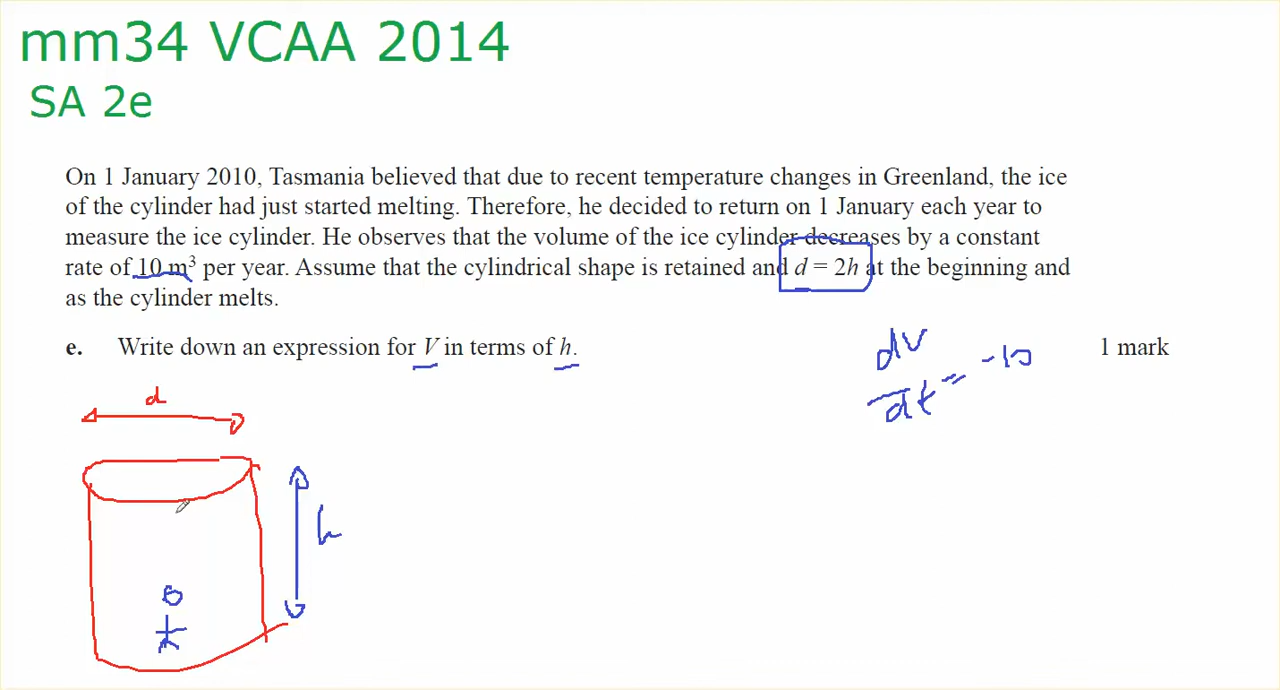 mm34 VCAA 2014
SA 2e
On 1 January 2010, Tasmania believed that due to recent temperature changes in Greenland, the ice
of the cylinder had just started melting. Therefore, he decided to return on 1 January each year to
measure the ice cylinder. He observes that the volume of the ice cylinder decreases by a constant
rate of 10 m³ per year. Assume that the cylindrical shape is retained and d = 2h at the beginning and
as the cylinder melts.
e. Write down an expression for V in terms of h. 1 mark
dV
dt = -10
d
h